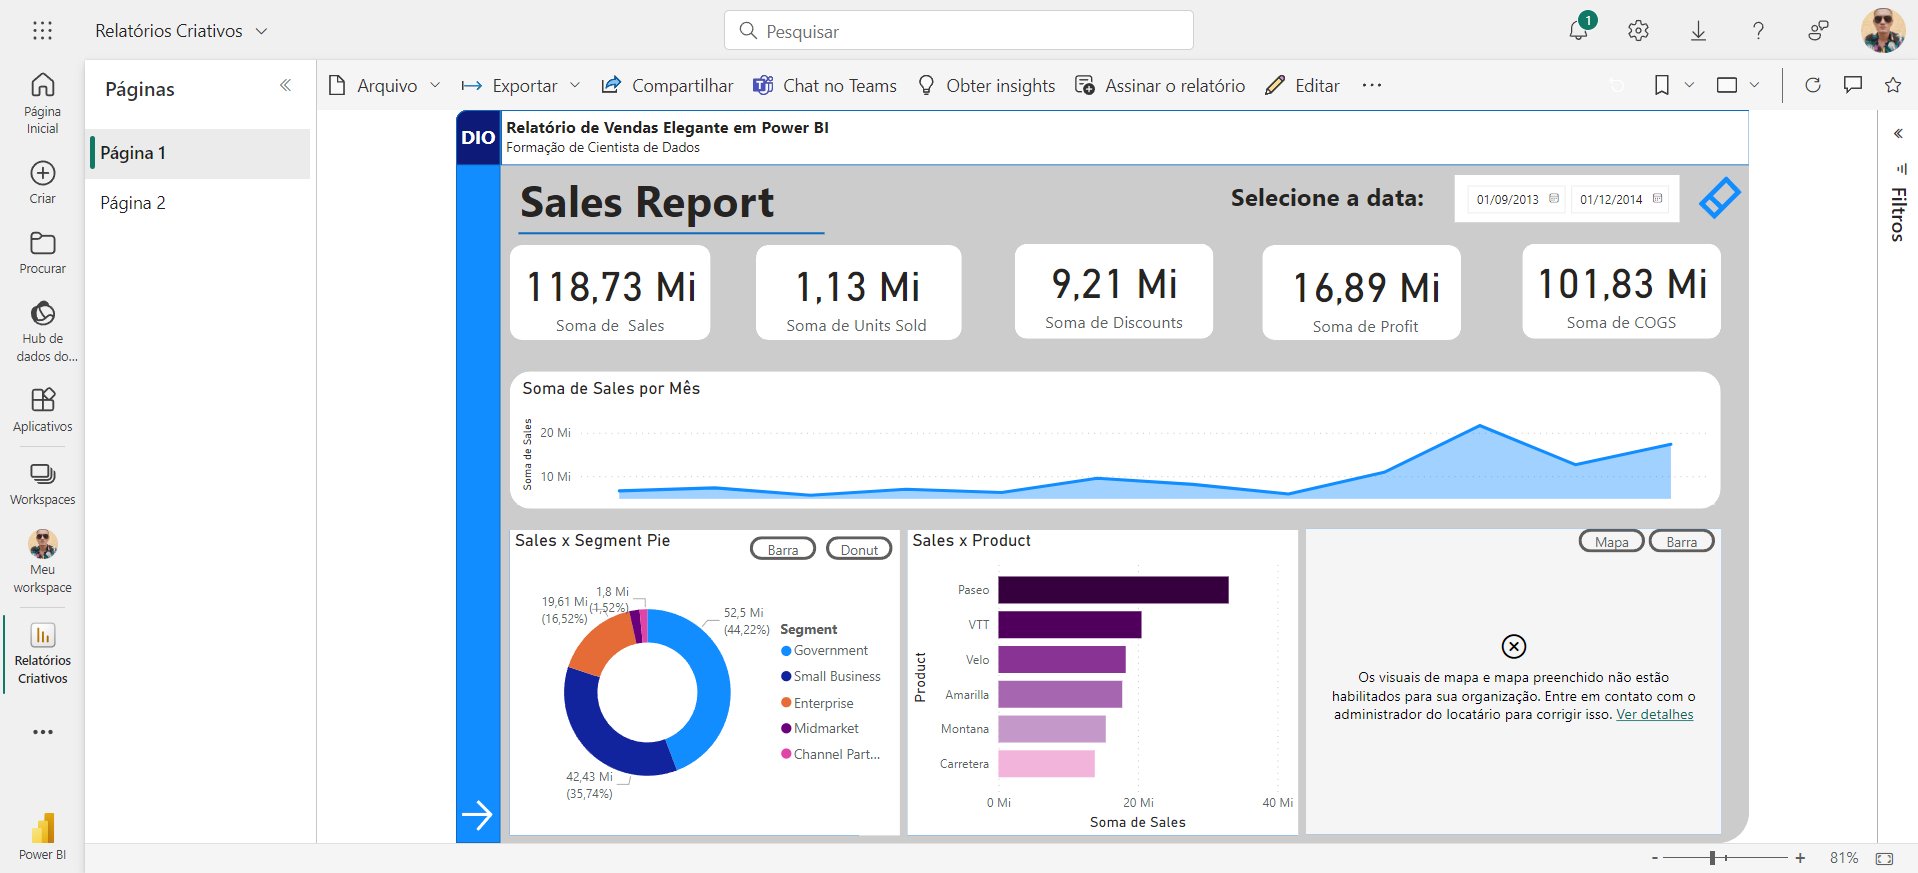 Relatórios Criativos
Pesquisar
1
Página
Inicial
Criar
Procurar
Hub de
dados do...
Aplicativos
Workspaces
Meu
workspace
Relatórios
Criativos
Power BI
Páginas
Página 1
Página 2
Arquivo
Exportar
Compartilhar
Chat no Teams
Obter insights
Assinar o relatório
Editar
DIO
Relatório de Vendas Elegante em Power BI
Formação de Cientista de Dados
Sales Report
Selecione a data:
01/09/2013
01/12/2014
118,73 Mi
Soma de Sales
1,13 Mi
Soma de Units Sold
9,21 Mi
Soma de Discounts
16,89 Mi
Soma de Profit
101,83 Mi
Soma de COGS
Soma de Sales por Mês
Soma de Sales
20 Mi
10 Mi
Sales x Segment Pie
Barra
Donut
1,8 Mi
(1,52%)
19,61 Mi
(16,52%)
52,5 Mi
(44,22%)
42,43 Mi
(35,74%)
Segment
Government
Small Business
Enterprise
Midmarket
Channel Part...
Sales x Product
Product
Paseo
VTT
Velo
Amarilla
Montana
Carretera
0 Mi
20 Mi
40 Mi
Soma de Sales
Mapa
Barra
Os visuais de mapa e mapa preenchido não estão
habilitados para sua organização. Entre em contato com o
administrador do locatário para corrigir isso. Ver detalhes
Filtros
- + 81%